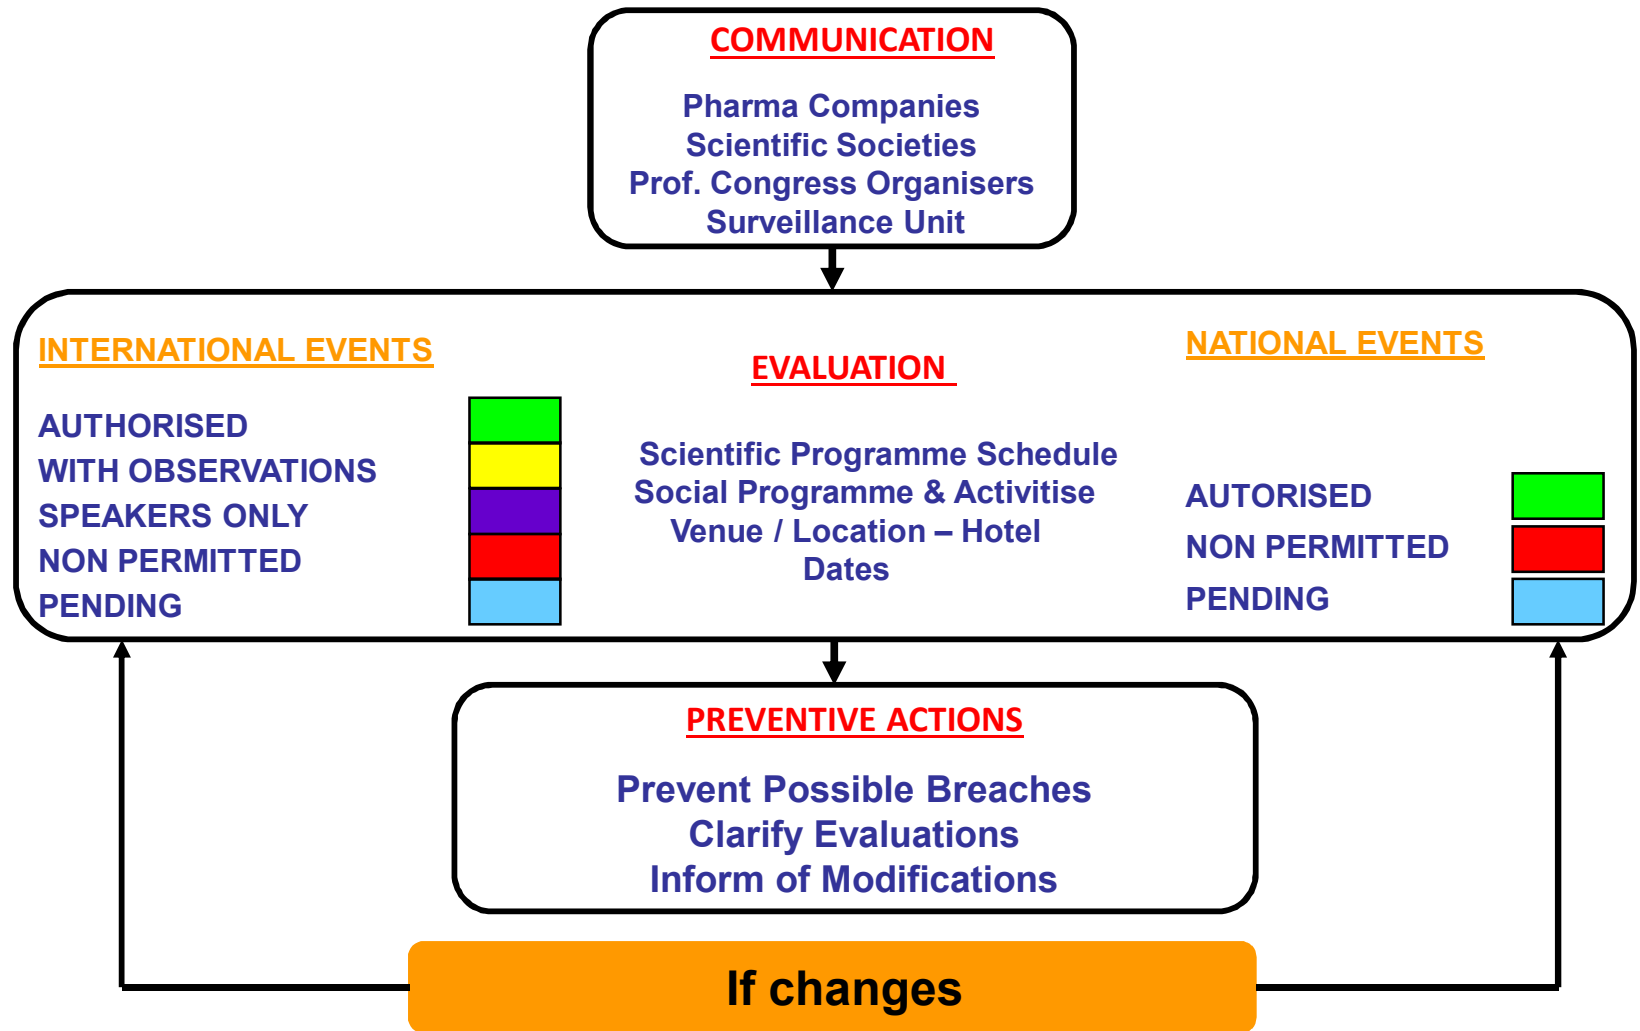 COMMUNICATION
Pharma Companies
Scientific Societies
Prof. Congress Organisers
Surveillance Unit
INTERNATIONAL EVENTS
AUTHORISED
WITH OBSERVATIONS
SPEAKERS ONLY
NON PERMITTED
PENDING
EVALUATION
Scientific Programme Schedule
Social Programme & Activitise
Venue / Location – Hotel
Dates
NATIONAL EVENTS
AUTORISED
NON PERMITTED
PENDING
PREVENTIVE ACTIONS
Prevent Possible Breaches
Clarify Evaluations
Inform of Modifications
If changes